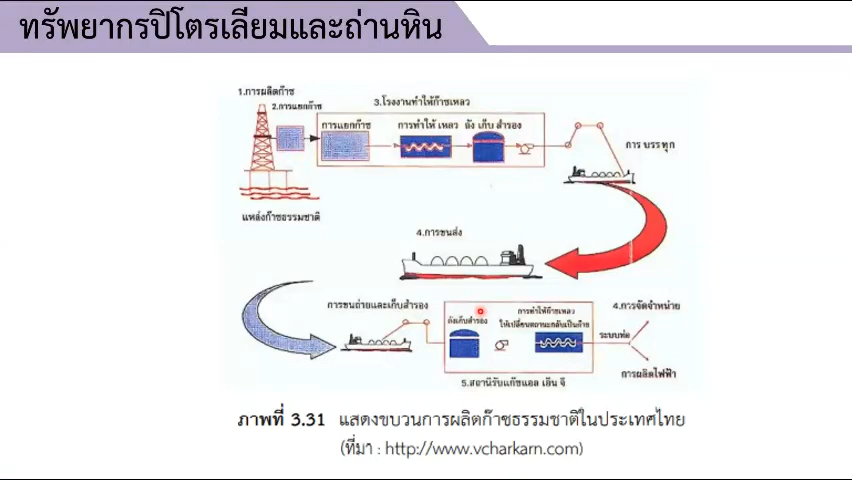 ทรัพยากรปิโตรเลียมและถ่านหิน
1.การผลิตก๊าซ
2.การแยกก๊าซ
3.โรงงานทำให้ก๊าซเหลว
การแยกก๊าซ
การทำให้ เหลว
ถัง เก็บ สำรอง
การ บรรทุก
แหล่งก๊าซธรรมชาติ
4.การขนส่ง
การขนถ่ายและเก็บสำรอง
ถังเก็บสำรอง
การทำให้ก๊าซเหลว
ให้เปลี่ยนสถานะกลับเป็นก๊าซ
4.การจัดจำหน่าย
ระบบท่อ
การผลิตไฟฟ้า
5.สถานีรับแก๊ซแอล เอ็น จี
ภาพที่ 3.31 แสดงขบวนการผลิตก๊าซธรรมชาติในประเทศไทย
(ที่มา : http://www.vcharkarn.com)